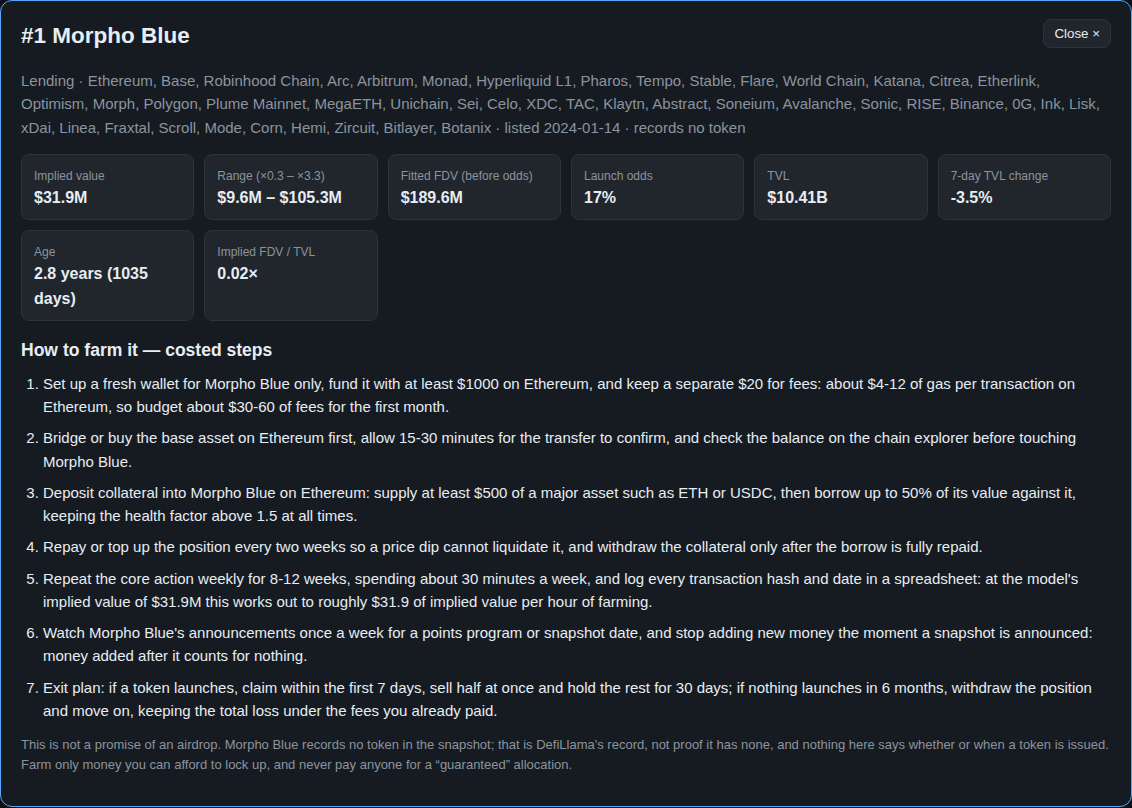 #1 Morpho Blue
Close ×
Lending · Ethereum, Base, Robinhood Chain, Arc, Arbitrum, Monad, Hyperliquid L1, Pharos, Tempo, Stable, Flare, World Chain, Katana, Citrea, Etherlink,
Optimism, Morph, Polygon, Plume Mainnet, MegaETH, Unichain, Sei, Celo, XDC, TAC, Klaytn, Abstract, Soneium, Avalanche, Sonic, RISE, Binance, 0G, Ink, Lisk,
xDai, Linea, Fraxtal, Scroll, Mode, Corn, Hemi, Zircuit, Bitlayer, Botanix · listed 2024-01-14 · records no token
Implied value
$31.9M
Range (×0.3 – ×3.3)
$9.6M – $105.3M
Fitted FDV (before odds)
$189.6M
Launch odds
17%
TVL
$10.41B
7-day TVL change
-3.5%
Age
2.8 years (1035
days)
Implied FDV / TVL
0.02×
How to farm it — costed steps
1. Set up a fresh wallet for Morpho Blue only, fund it with at least $1000 on Ethereum, and keep a separate $20 for fees: about $4-12 of gas per transaction on
Ethereum, so budget about $30-60 of fees for the first month.
2. Bridge or buy the base asset on Ethereum first, allow 15-30 minutes for the transfer to confirm, and check the balance on the chain explorer before touching
Morpho Blue.
3. Deposit collateral into Morpho Blue on Ethereum: supply at least $500 of a major asset such as ETH or USDC, then borrow up to 50% of its value against it,
keeping the health factor above 1.5 at all times.
4. Repay or top up the position every two weeks so a price dip cannot liquidate it, and withdraw the collateral only after the borrow is fully repaid.
5. Repeat the core action weekly for 8-12 weeks, spending about 30 minutes a week, and log every transaction hash and date in a spreadsheet: at the model's
implied value of $31.9M this works out to roughly $31.9 of implied value per hour of farming.
6. Watch Morpho Blue's announcements once a week for a points program or snapshot date, and stop adding new money the moment a snapshot is announced:
money added after it counts for nothing.
7. Exit plan: if a token launches, claim within the first 7 days, sell half at once and hold the rest for 30 days; if nothing launches in 6 months, withdraw the position
and move on, keeping the total loss under the fees you already paid.
This is not a promise of an airdrop. Morpho Blue records no token in the snapshot; that is DefiLlama's record, not proof it has none, and nothing here says whether or when a token is issued.
Farm only money you can afford to lock up, and never pay anyone for a “guaranteed” allocation.